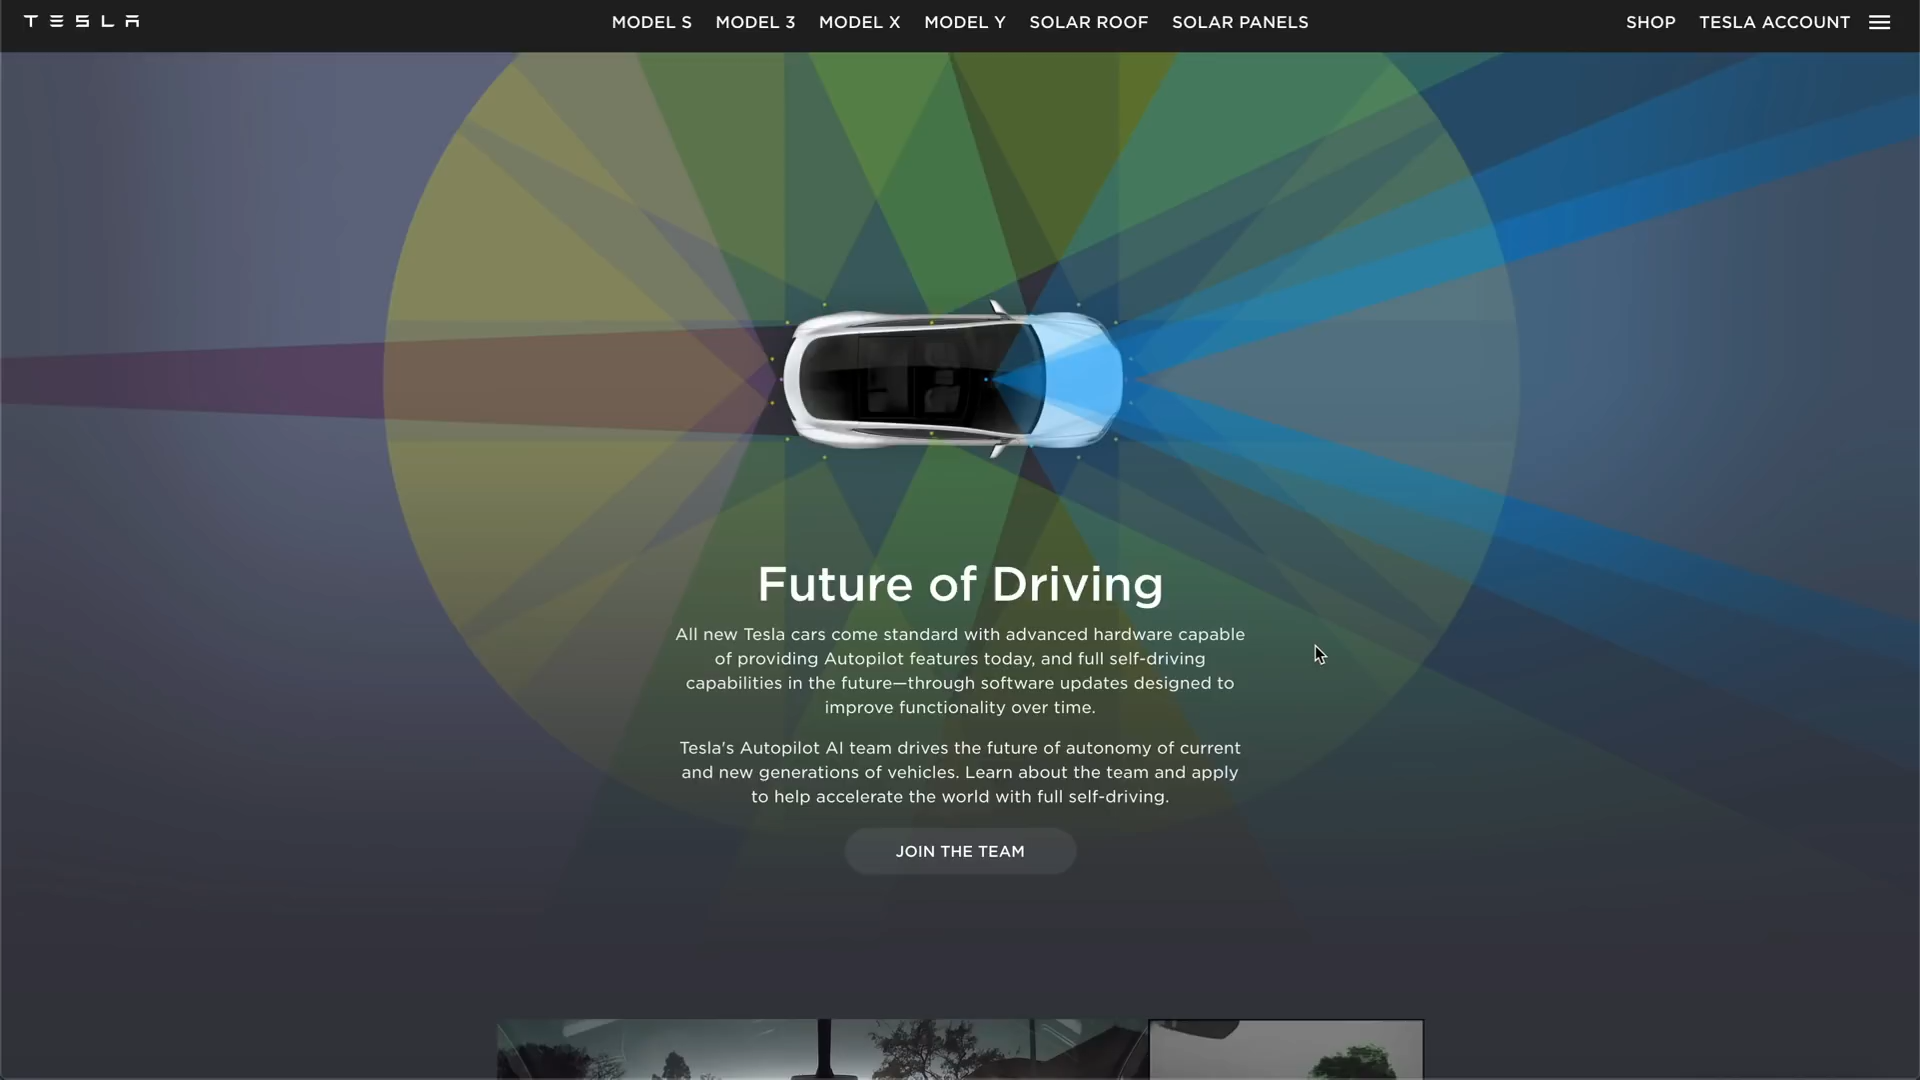 TESLA
MODEL S MODEL 3 MODEL X MODEL Y SOLAR ROOF SOLAR PANELS
SHOP TESLA ACCOUNT
Future of Driving
All new Tesla cars come standard with advanced hardware capable
of providing Autopilot features today, and full self-driving
capabilities in the future—through software updates designed to
improve functionality over time.
Tesla's Autopilot AI team drives the future of autonomy of current
and new generations of vehicles. Learn about the team and apply
to help accelerate the world with full self-driving.
JOIN THE TEAM